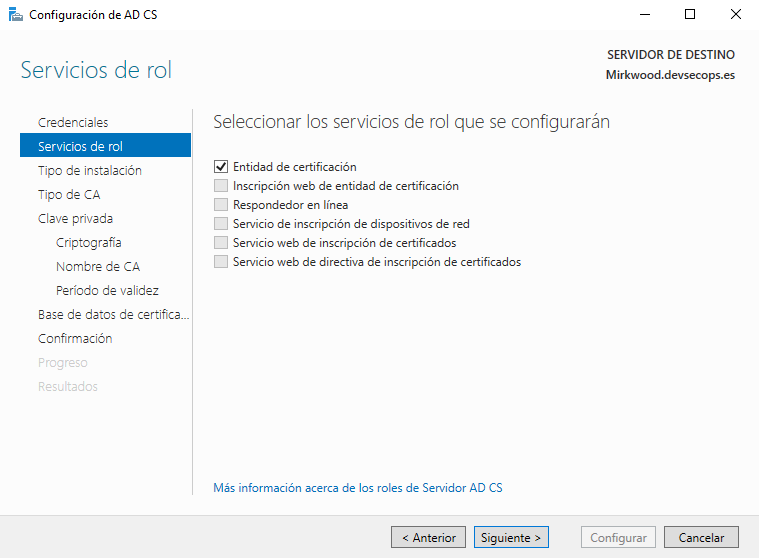 Configuración de AD CS
Servicios de rol
SERVIDOR DE DESTINO
Mirkwood.devsecops.es
Credenciales
Servicios de rol
Tipo de instalación
Tipo de CA
Clave privada
Criptografía
Nombre de CA
Período de validez
Base de datos de certifica...
Confirmación
Progreso
Resultados
Seleccionar los servicios de rol que se configurarán
Entidad de certificación
Inscripción web de entidad de certificación
Respondedor en línea
Servicio de inscripción de dispositivos de red
Servicio web de inscripción de certificados
Servicio web de directiva de inscripción de certificados
Más información acerca de los roles de Servidor AD CS
< Anterior
Siguiente >
Configurar
Cancelar